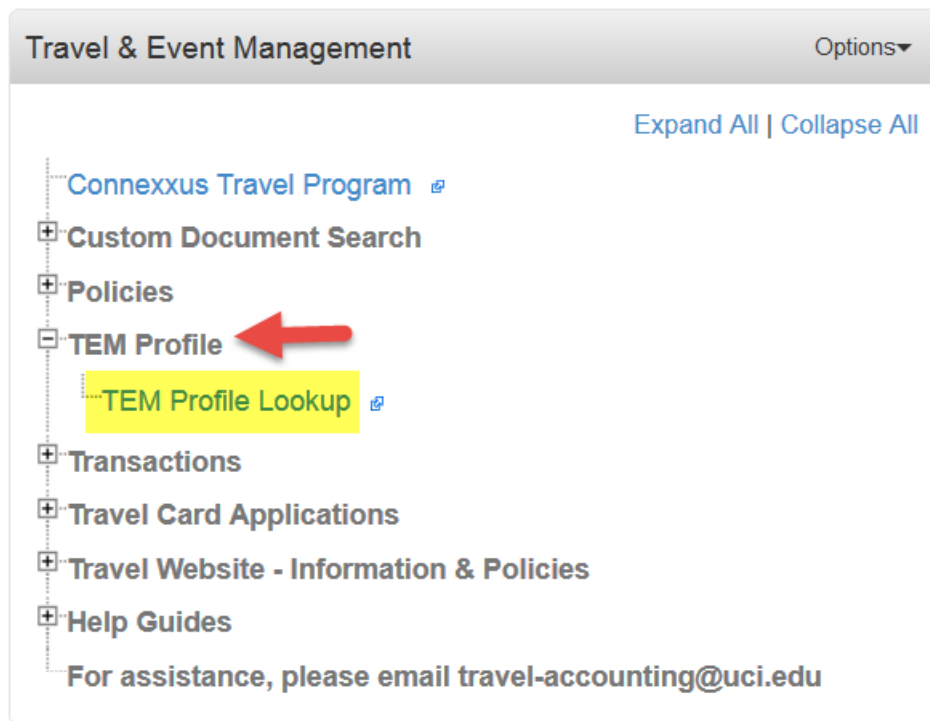 Travel & Event Management Options
Expand All | Collapse All
Connexxus Travel Program
Custom Document Search
Policies
TEM Profile
TEM Profile Lookup
Transactions
Travel Card Applications
Travel Website - Information & Policies
Help Guides
For assistance, please email travel-accounting@uci.edu